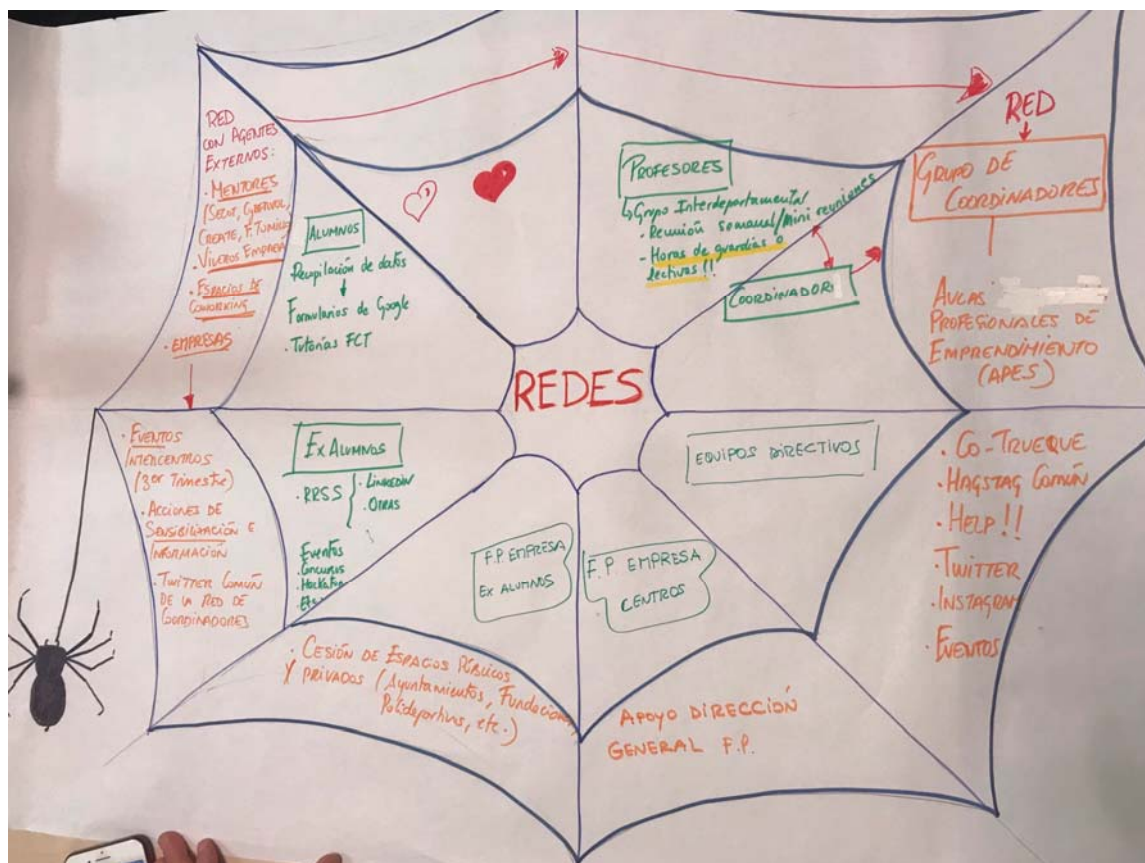 REDES
RED
CON AGENTES
EXTERNOS:
· MENTORES
CREATE,
· VIVEROS
· ESPACIOS DE
COWORKING
· EMPRESAS
· EVENTOS
INTERCENTROS
(3er Trimestre)
· ACCIONES DE
SENSIBILIZACIÓN E
INFORMACIÓN
· TWITTER COMÚN
DE LA RED DE
COORDINADORES
ALUMNOS
Recopilación de datos
Formularios de Google
· Tutorías FCT
Ex ALUMNOS
· RRSS
· LINKEDIN
· OTRAS
Eventos
· Concursos
· Hackaton
Etc
PROFESORES
Grupo Interdepartamental
- Reunión semanal/mini reuniones
- Horas de guardias o
lectivas!!
RED
GRUPO DE
COORDINADORES
AULAS
PROFESIONALES DE
EMPRENDIMIENTO
(APES)
EQUIPOS DIRECTIVOS
F.P. EMPRESA
Ex ALUMNOS
F.P. EMPRESA
CENTROS
· CO-TRUEQUE
· HAGSTAG COMÚN
· HELP!!
· TWITTER
· INSTAGRAM
· EVENTOS
· CESIÓN DE ESPACIOS PÚBLICOS
Y PRIVADOS (Ayuntamientos, Fundaciones,
Polideportivos, etc.)
APOYO DIRECCIÓN
GENERAL F.P.